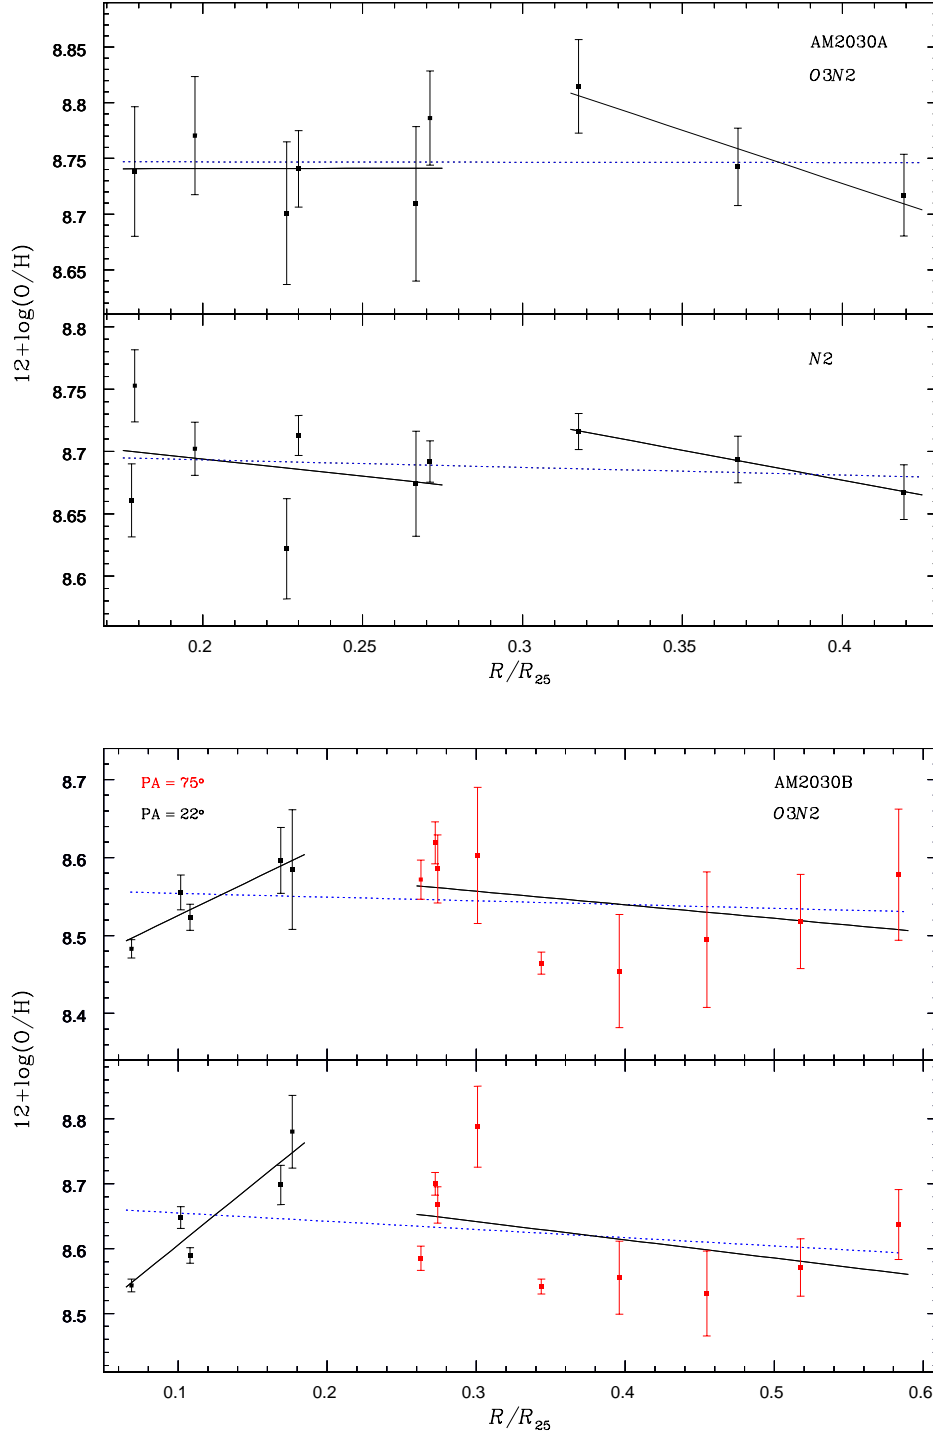 AM2030A
O3N2
8.85
8.8
8.75
8.7
8.65
12+log(O/H)
N2
8.8
8.75
8.7
8.65
8.6
0.2 0.25 0.3 0.35 0.4
R/R25
PA = 75°
PA = 22°
AM2030B
O3N2
8.7
8.6
8.5
8.4
12+log(O/H)
8.8
8.7
8.6
8.5
0.1 0.2 0.3 0.4 0.5 0.6
R/R25